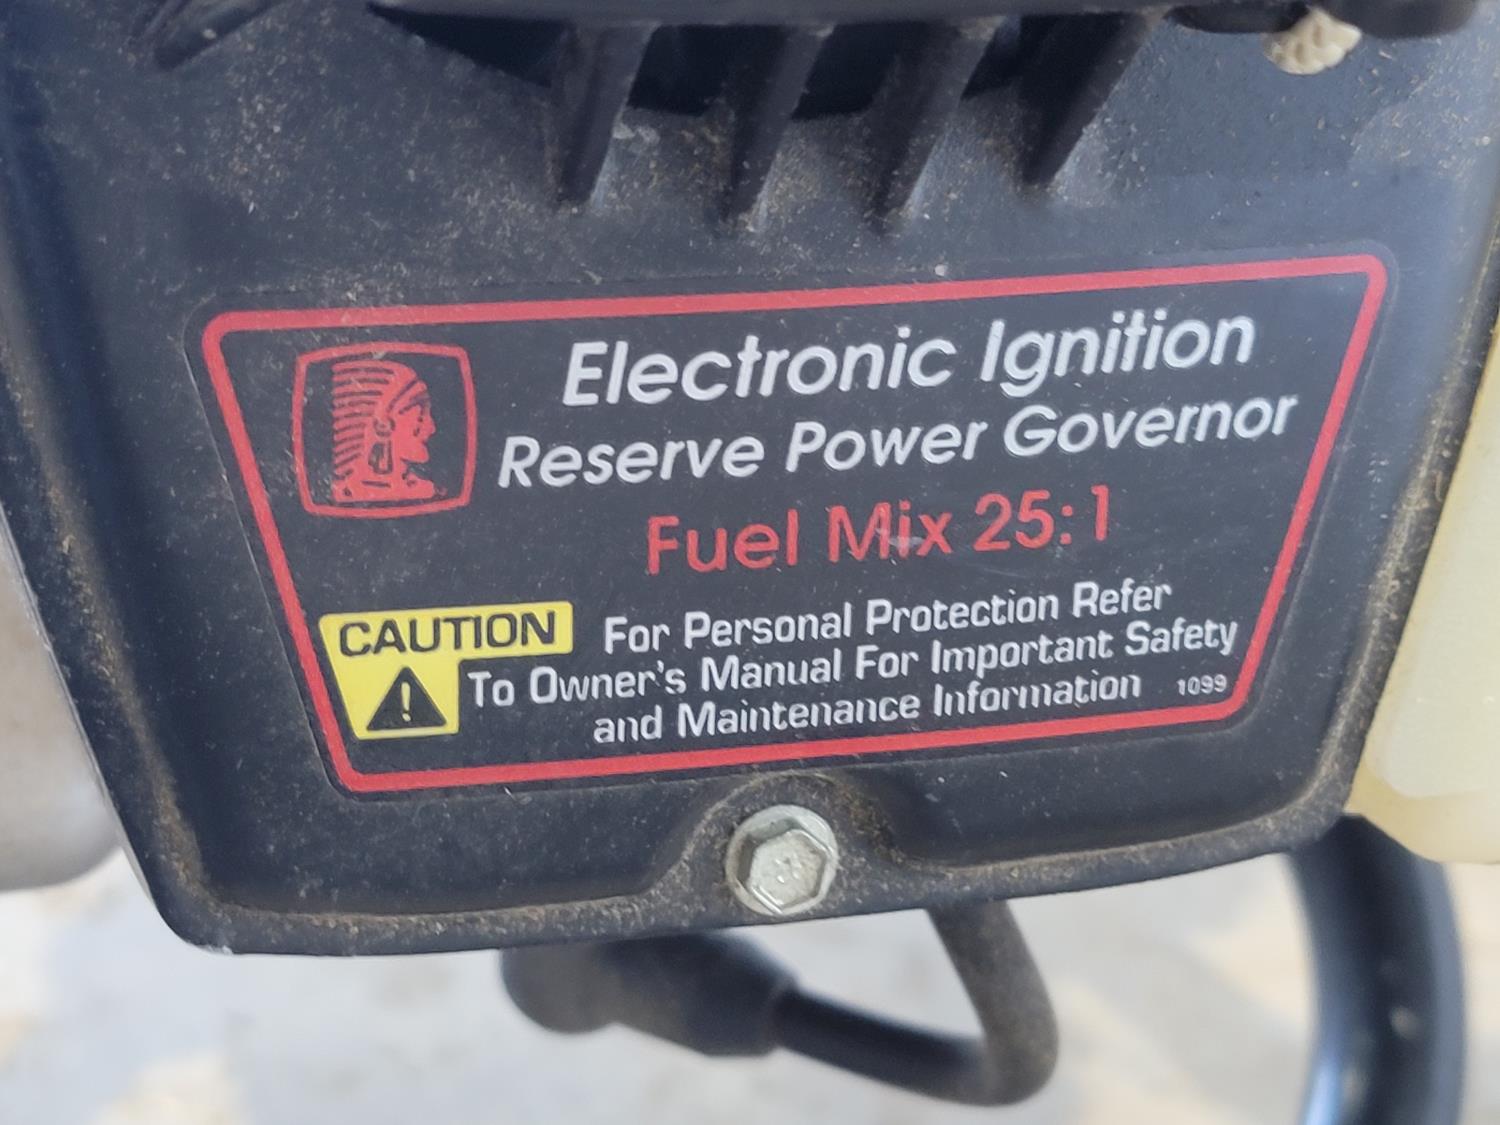 Electronic Ignition
Reserve Power Governor
Fuel Mix 25:1
CAUTION
For Personal Protection Refer
To Owner's Manual For Important Safety
and Maintenance Information 1099